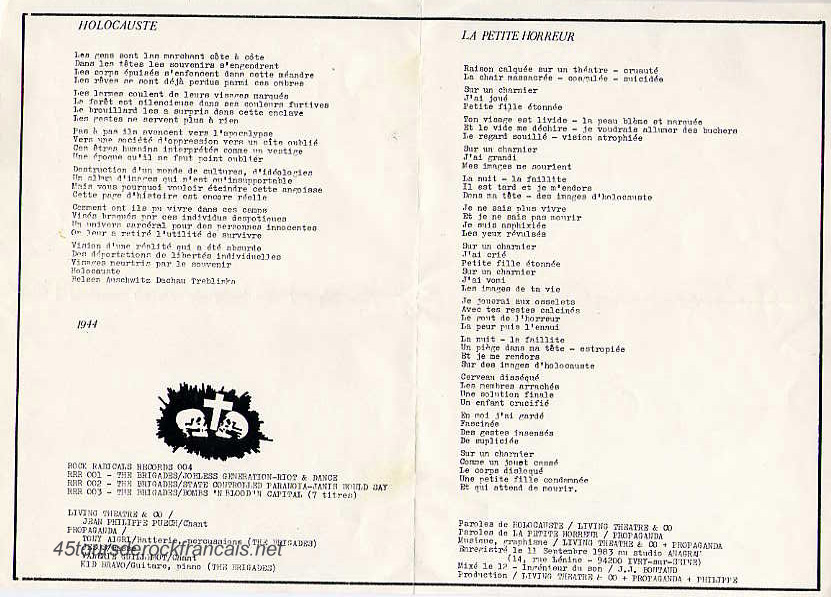 HOLOCAUSTE
Les gens sont las marchent côte à côte
Dans les têtes les souvenirs s'engendrent
Les corps épuisés s'enfoncent dans cette méandre
Les rêves se sont déjà perdus parmi ces ombres
Les larmes coulent de leurs visages marqués
La forêt est silencieuse dans ses couleurs furtives
Le brouillard les a surpris dans cette enclave
Les gestes ne servent plus à rien
Pas à pas ils avancent vers l'apocalypse
Vers une société d'oppression vers un gîte oublié
Ces êtres humains interprétés comme un vestige
Une époque qu'il ne faut point oublier
Destruction d'un monde de cultures, d'idéologies
Un album d'images qui n'est qu'insupportable
Mais vous pourquoi vouloir éteindre cette angoisse
Cette page d'histoire est encore réelle
Comment ont ils pu vivre dans ces camps
Visés braqués par ces individus despotiques
Un univers carcéral pour des personnes innocentes
On leur a retiré l'utilité de survivre
Vision d'une réalité qui a été absurde
Des déportations de libertés individuelles
Visages meurtris par le souvenir
Holocauste
Belsen Auschwitz Dachau Treblinka
1944
ROCK RADICALS RECORDS 004
RRR 001 - THE BRIGADES/JOBLESS GENERATION-RIOT & DANCE
RRR 002 - THE BRIGADES/STATE CONTROLLED PARANOIA-JANIE WOULD SAY
RRR 003 - THE BRIGADES/BOMBS 'N BLOOD'N CAPITAL (7 titres)
LIVING THEATRE & CO /
JEAN PHILIPPE PUECH/Chant
PROPAGANDA /
TONY AIGRI/Batterie, percussions (THE BRIGADES)
45toursderockfrancais.net
GUILLEMOT/Chant
KID BRAVO/Guitare, piano (THE BRIGADES)
LA PETITE HORREUR
Raison calquée sur un théatre - cruauté
La chair massacrée - coagulée - suicidée
Sur un charnier
J'ai joué
Petite fille étonnée
Ton visage est livide - la peau blême et marquée
Et le vide me déchire - je voudrais allumer des buchers
Le regard souillé - vision atrophiée
Sur un charnier
J'ai grandi
Mes images me sourient
La nuit - la faillite
Il est tard et je m'endors
Dans ma tête - des images d'holocauste
Je ne sais plus vivre
Et je ne sais pas mourir
Je suis asphixiée
Les yeux révulsés
Sur un charnier
J'ai crié
Petite fille étonnée
Sur un charnier
J'ai vomi
Les images de ta vie
Je jouerai aux osselets
Avec tes restes calcinés
Le gout de l'horreur
La peur puis l'ennui
La nuit - la faillite
Un piège dans ma tête - estropiée
Et je me rendors
Sur des images d'holocauste
Cerveau disséqué
Les membres arrachés
Une solution finale
Un enfant crucifié
En moi j'ai gardé
Fascinée
Des gestes insensés
De supliciée
Sur un charnier
Comme un jouet cassé
Le corps disloqué
Une petite fille condamnée
Et qui attend de mourir.
Paroles de HOLOCAUSTE / LIVING THEATRE & CO
Paroles de LA PETITE HORREUR / PROPAGANDA
Musique, graphisme / LIVING THEATRE & CO + PROPAGANDA
Enregistré le 11 Septembre 1983 au studio
(14, rue Lénine - 94200 IVRY-sur-SEINE)
Mixé le 12 - Ingénieur du son / J.J. BOUTAUD
Production / LIVING THEATRE & CO + PROPAGANDA + PHILIPPE